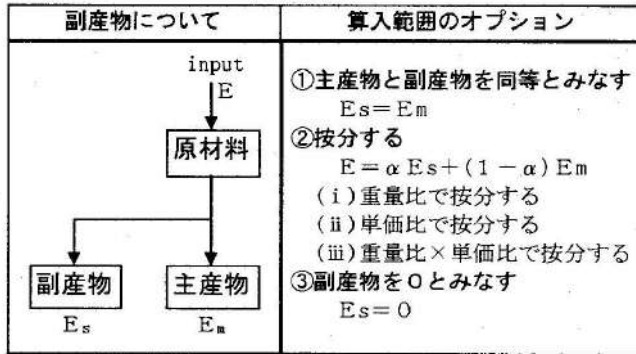 副産物について
算入範囲のオプション
input
E
原材料
副産物
主産物
Es
Em
①主産物と副産物を同等とみなす
Es=Em
②按分する
E=αEs+(1-α)Em
(ⅰ)重量比で按分する
(ⅱ)単価比で按分する
(ⅲ)重量比×単価比で按分する
③副産物を0とみなす
Es=0